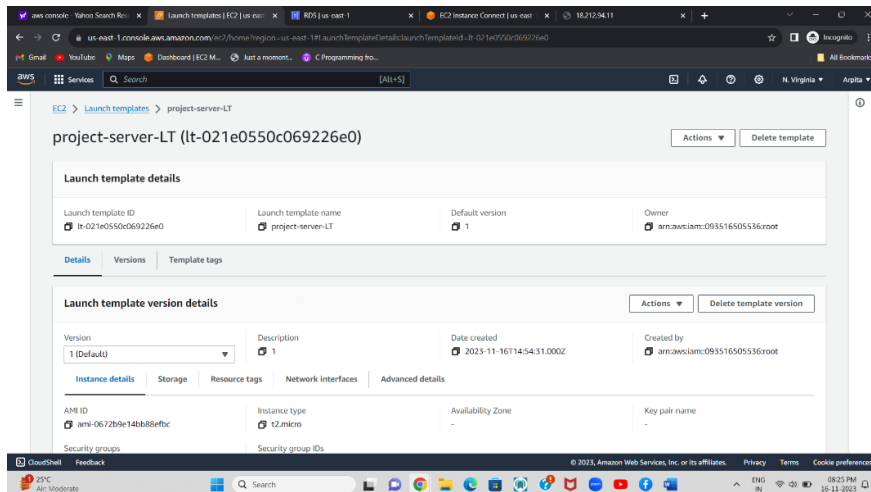 aws console - Yahoo Search Res
Launch templates | EC2 | us-east
RDS | us-east-1
EC2 Instance Connect | us-east
18.212.94.11
us-east-1.console.aws.amazon.com/ec2/home?region=us-east-1#LaunchTemplateDetails:launchTemplateId=lt-021e0550c069226e0
Incognito
Gmail YouTube Maps Dashboard | EC2 M... Just a moment... C Programming fro...
All Bookmark
aws Services Search [Alt+S] N. Virginia Arpita
EC2 > Launch templates > project-server-LT
project-server-LT (lt-021e0550c069226e0)
Actions Delete template
Launch template details
Launch template ID Launch template name Default version Owner
lt-021e0550c069226e0 project-server-LT 1 arn:aws:iam::093516505536:root
Details Versions Template tags
Launch template version details
Actions Delete template version
Version Description Date created Created by
1 (Default) 1 2023-11-16T14:54:31.000Z arn:aws:iam::093516505536:root
Instance details Storage Resource tags Network interfaces Advanced details
AMI ID Instance type Availability Zone Key pair name
ami-0672b9e14bb88efbc t2.micro - -
Security groups Security group IDs
CloudShell Feedback © 2023, Amazon Web Services, Inc. or its affiliates. Privacy Terms Cookie preferences
25°C
Air: Moderate
Search
ENG
IN
08:25 PM
16-11-2023